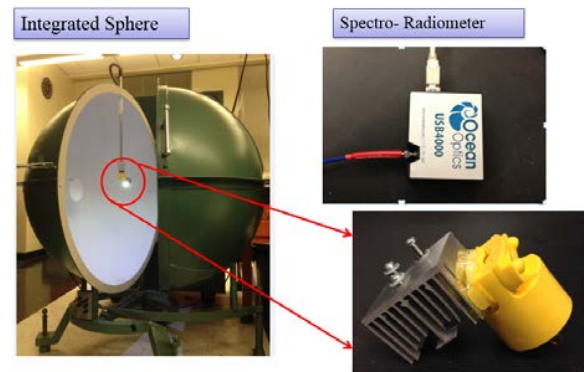 Integrated Sphere
Spectro- Radiometer
Ocean
Optics
USB4000